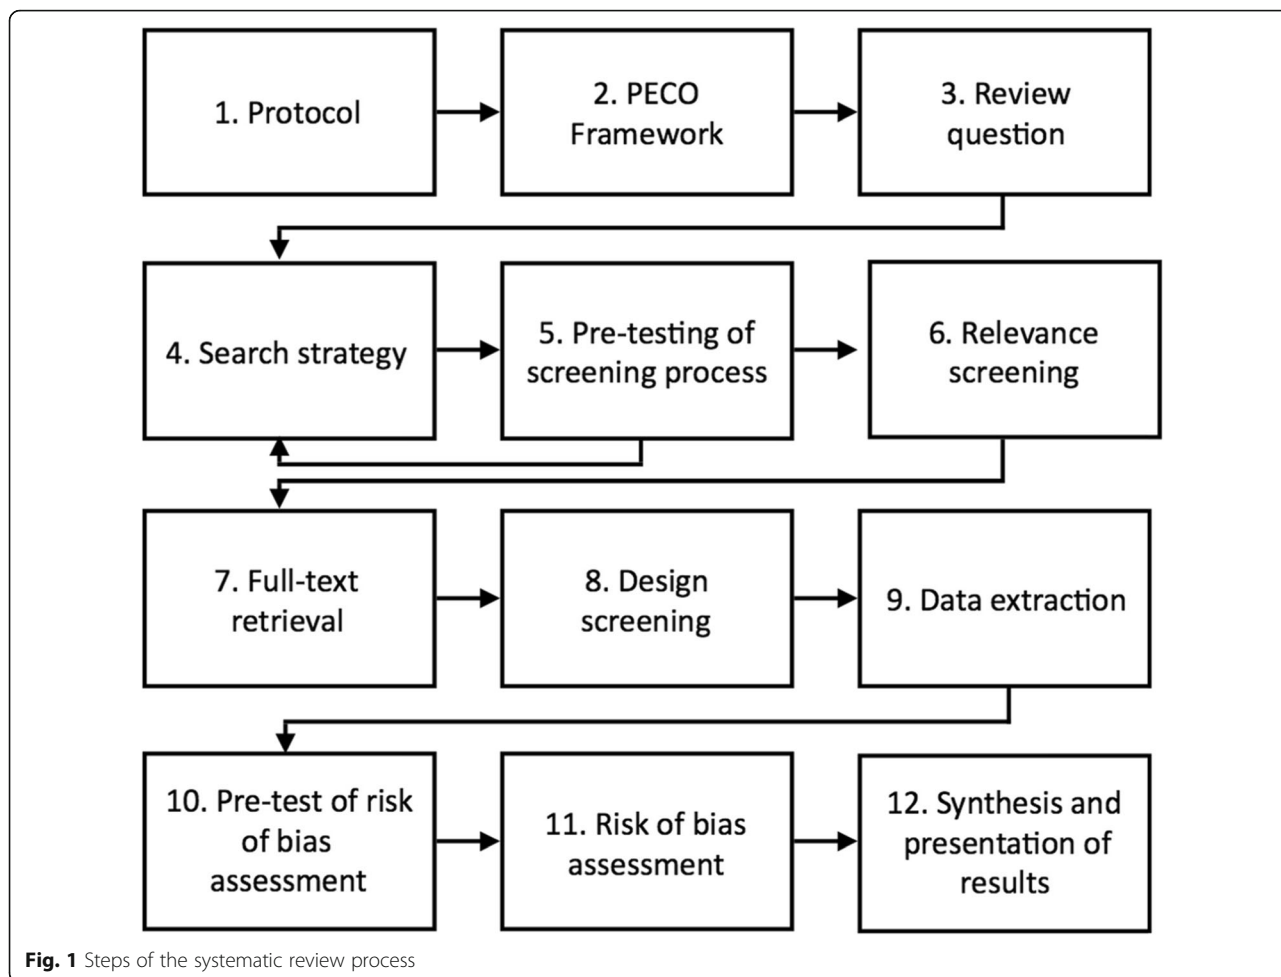 1. Protocol
2. PECO
Framework
3. Review
question
4. Search strategy
5. Pre-testing of
screening process
6. Relevance
screening
7. Full-text
retrieval
8. Design
screening
9. Data extraction
10. Pre-test of risk
of bias
assessment
11. Risk of bias
assessment
12. Synthesis and
presentation of
results
Fig. 1 Steps of the systematic review process